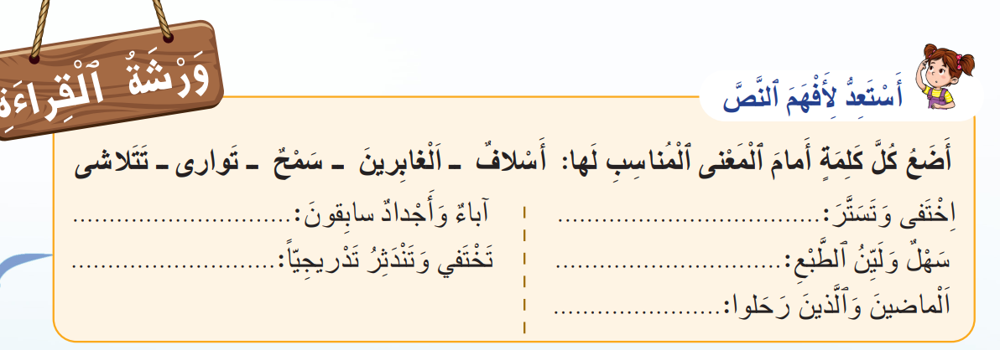 وَرْشَةُ ٱلْقِراءَةِ
أَسْتَعِدُّ لِأَفْهَمَ ٱلنَّصَّ
أَضَعُ كُلَّ كَلِمَةٍ أَمامَ ٱلْمَعْنى ٱلْمُناسِبِ لَها: أَسْلافٌ ـ اَلْغابِرينَ ـ سَمْحٌ ـ تَوارى ـ تَتَلاشى
اِخْتَفى وَتَسَتَّرَ: ....................................
سَهْلٌ وَلَيِّنُ ٱلطَّبْعِ: ...............................
اَلْماضينَ وَٱلَّذينَ رَحَلوا: ......................
آباءٌ وَأَجْدادٌ سابِقونَ: ..............................
تَخْتَفي وَتَنْدَثِرُ تَدْريجِيّاً: ............................